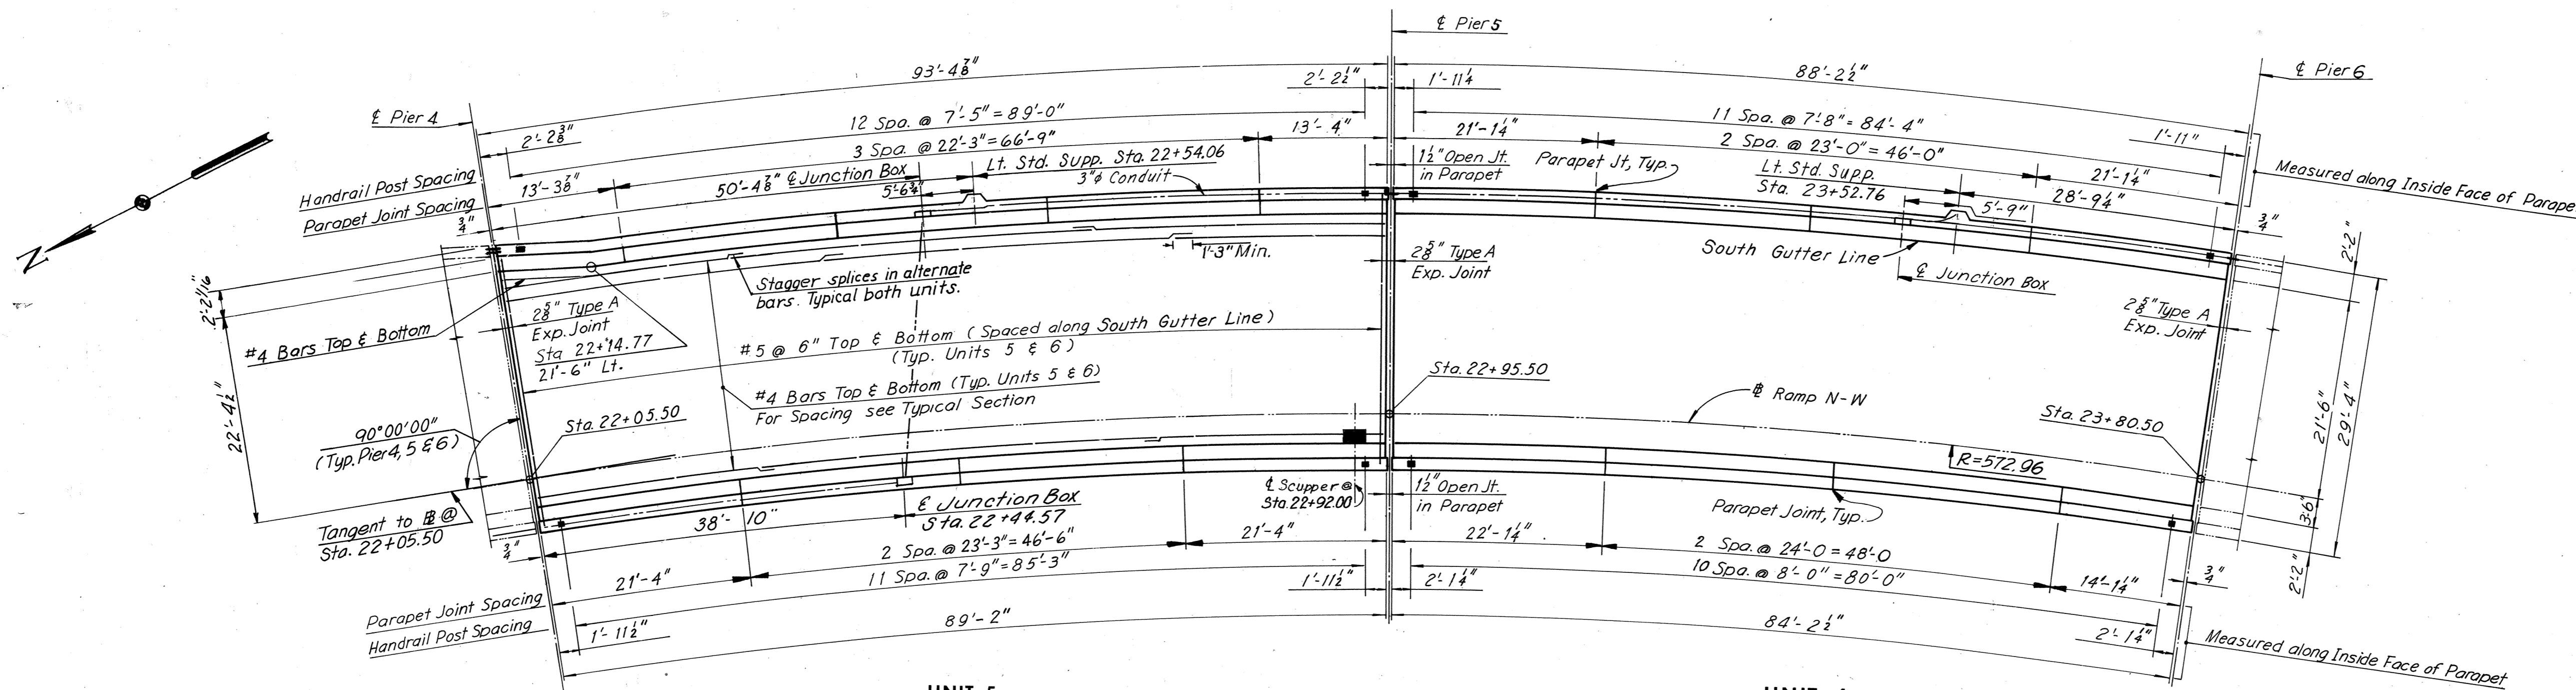 ℄ Pier 5
93'-4⅞"
2'-2½"
1'-11¼
88'-2½"
℄ Pier 6
℄ Pier 4
2'-2⅜"
12 Spa. @ 7'-5" = 89'-0"
11 Spa. @ 7'-8" = 84'-4"
1'-11"
3 Spa. @ 22'-3" = 66'-9"
13'-4"
21'-1¼"
2 Spa. @ 23'-0" = 46'-0"
Handrail Post Spacing
13'-3⅞"
50'-4⅞"
℄ Junction Box
Lt. Std. Supp. Sta. 22+54.06
1½" Open Jt.
in Parapet
Parapet Jt, Typ.
Lt. Std. Supp.
Sta. 23+52.76
21'-1¼"
Measured along Inside Face of Parape
Parapet Joint Spacing
5'-6¾"
3"φ Conduit
5'-9"
28'-9¼"
¾"
¾"
2'-2"
N
1'-3" Min.
2⅝" Type A
Exp. Joint
South Gutter Line
℄ Junction Box
Stagger splices in alternate
bars. Typical both units.
2'-2 1/16
2⅝" Type A
Exp. Joint
Sta 22+14.77
21'-6" Lt.
2⅝" Type A
Exp. Joint
#4 Bars Top & Bottom
#5 @ 6" Top & Bottom (Spaced along South Gutter Line)
(Typ. Units 5 & 6)
#4 Bars Top & Bottom (Typ. Units 5 & 6)
For Spacing see Typical Section
Sta. 22+95.50
℄ Ramp N-W
22'-4½"
90°00'00"
(Typ. Pier 4, 5 & 6)
Sta. 22+05.50
Sta. 23+80.50
21'-6"
29'-4"
R=572.96
Tangent to ℄ @
Sta. 22+05.50
38'-10"
℄ Junction Box
Sta. 22+44.57
℄ Scupper @
Sta. 22+92.00
1½" Open Jt.
in Parapet
Parapet Joint, Typ.
3'-6"
¾"
21'-4"
2 Spa. @ 23'-3" = 46'-6"
21'-4"
22'-1¼"
2 Spa. @ 24'-0 = 48'-0
14'-1¼"
¾"
2'-2"
11 Spa. @ 7'-9" = 85'-3"
1'-11½"
2'-1¼"
10 Spa. @ 8'-0" = 80'-0"
Parapet Joint Spacing
Handrail Post Spacing
1'-11½"
89'-2"
84'-2½"
2'-1¼"
Measured along Inside Face of Parapet